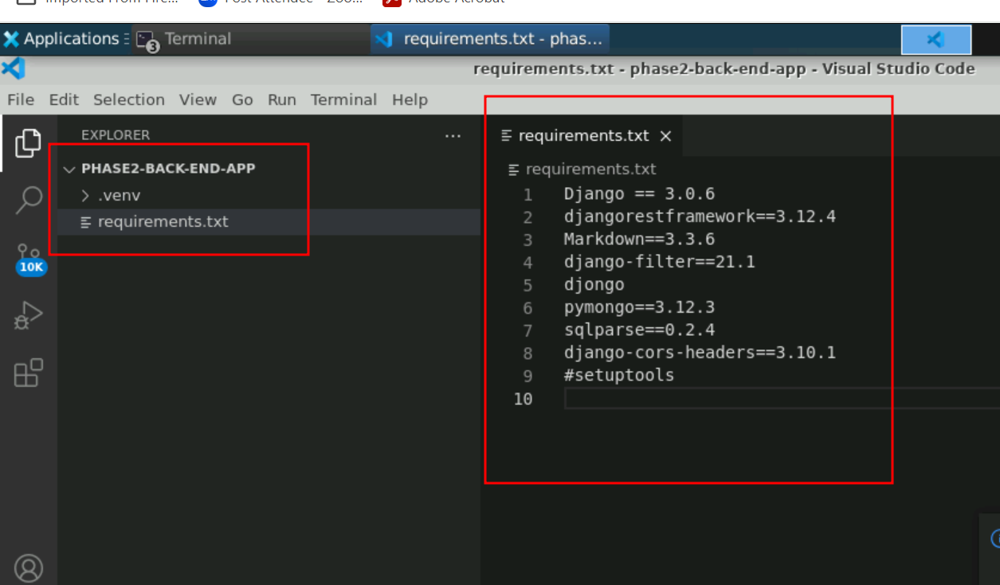 Imported From Fire...
Post Attendee - Zoo...
Adobe Acrobat
Applications
3
Terminal
requirements.txt - phas...
requirements.txt - phase2-back-end-app - Visual Studio Code
File Edit Selection View Go Run Terminal Help
EXPLORER
...
PHASE2-BACK-END-APP
.venv
requirements.txt
10K
requirements.txt
requirements.txt
1 Django == 3.0.6
2 djangorestframework==3.12.4
3 Markdown==3.3.6
4 django-filter==21.1
5 djongo
6 pymongo==3.12.3
7 sqlparse==0.2.4
8 django-cors-headers==3.10.1
9 #setuptools
10